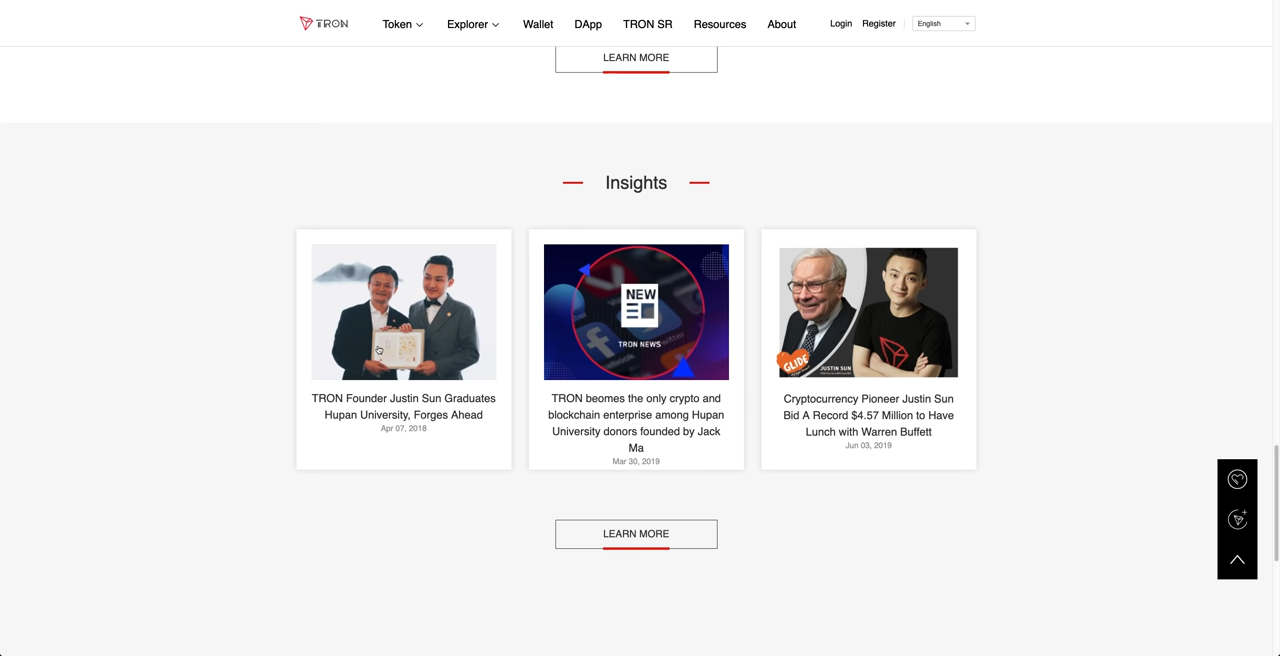 TRON
Token
Explorer
Wallet
DApp
TRON SR
Resources
About
Login
Register
English
LEARN MORE
Insights
NEW
TRON NEWS
GLIDE
JUSTIN SUN
TRON Founder Justin Sun Graduates
Hupan University, Forges Ahead
Apr 07, 2018
TRON beomes the only crypto and
blockchain enterprise among Hupan
University donors founded by Jack
Ma
Mar 30, 2019
Cryptocurrency Pioneer Justin Sun
Bid A Record $4.57 Million to Have
Lunch with Warren Buffett
Jun 03, 2019
LEARN MORE